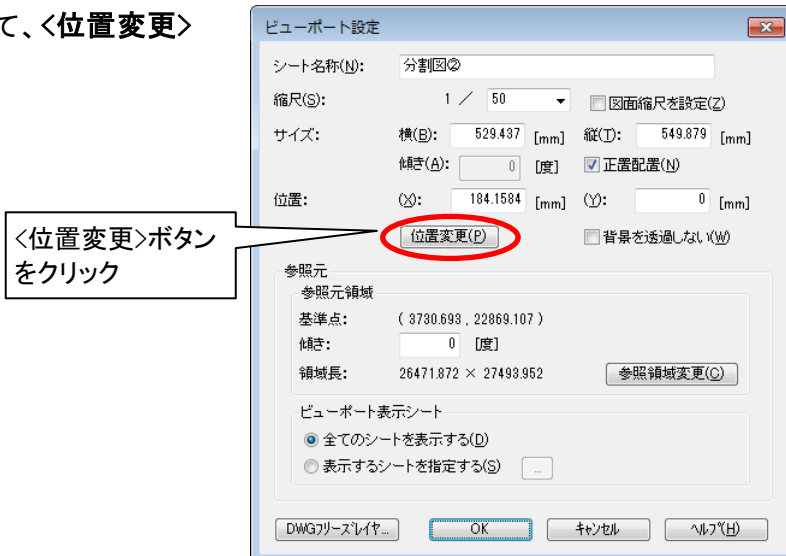 て、<位置変更>
ビューポート設定
シート名称(N): 分割図②
縮尺(S): 1 ／ 50 図面縮尺を設定(Z)
サイズ: 横(B): 529.437 [mm] 縦(T): 549.879 [mm]
傾き(A): 0 [度] 正置配置(N)
位置: (X): 184.1584 [mm] (Y): 0 [mm]
位置変更(P) 背景を透過しない(W)
<位置変更>ボタン
をクリック
参照元
参照元領域
基準点: ( 3730.693 , 22869.107 )
傾き: 0 [度]
領域長: 26471.872 × 27493.952 参照領域変更(C)
ビューポート表示シート
全てのシートを表示する(D)
表示するシートを指定する(S) ...
DWGフリーズレイヤ... OK キャンセル ヘルプ(H)